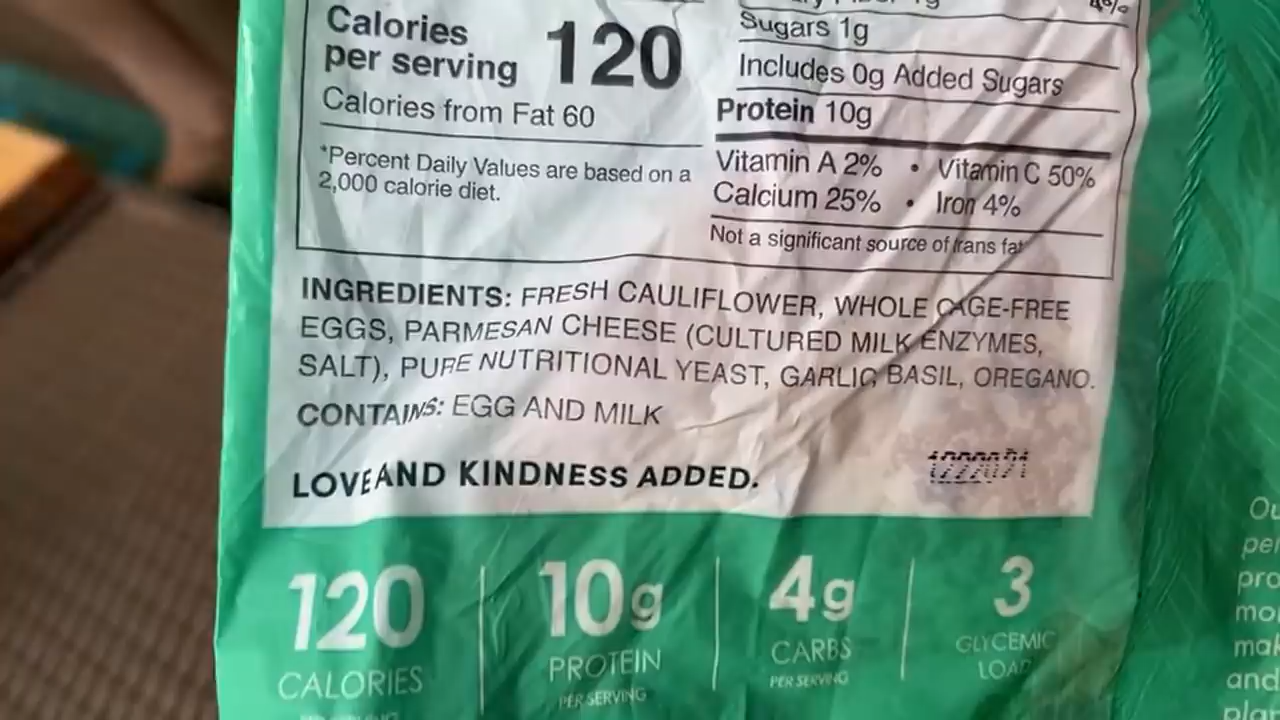 Calories
per serving 120
Calories from Fat 60
*Percent Daily Values are based on a
2,000 calorie diet.
Sugars 1g
Includes 0g Added Sugars
Protein 10g
Vitamin A 2% • Vitamin C 50%
Calcium 25% • Iron 4%
Not a significant source of trans fat
INGREDIENTS: FRESH CAULIFLOWER, WHOLE CAGE-FREE
EGGS, PARMESAN CHEESE (CULTURED MILK ENZYMES,
SALT), PURE NUTRITIONAL YEAST, GARLIC, BASIL, OREGANO.
CONTAINS: EGG AND MILK
LOVE AND KINDNESS ADDED.
120
CALORIES
10g
PROTEIN
PER SERVING
4g
CARBS
PER SERVING
3
GLYCEMIC
LOAD
and